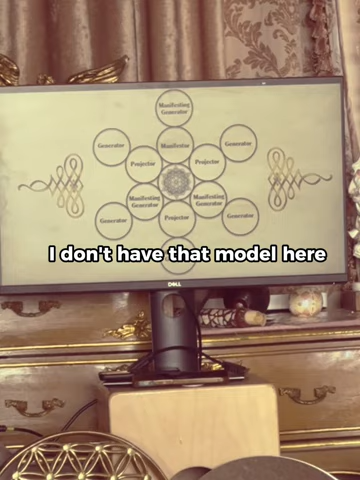 Manifesting
Generator
Generator
Manifestor
Generator
Projector
Projector
Manifesting
Generator
Manifesting
Generator
Generator
Projector
Generator
I don't have that model here
DELL